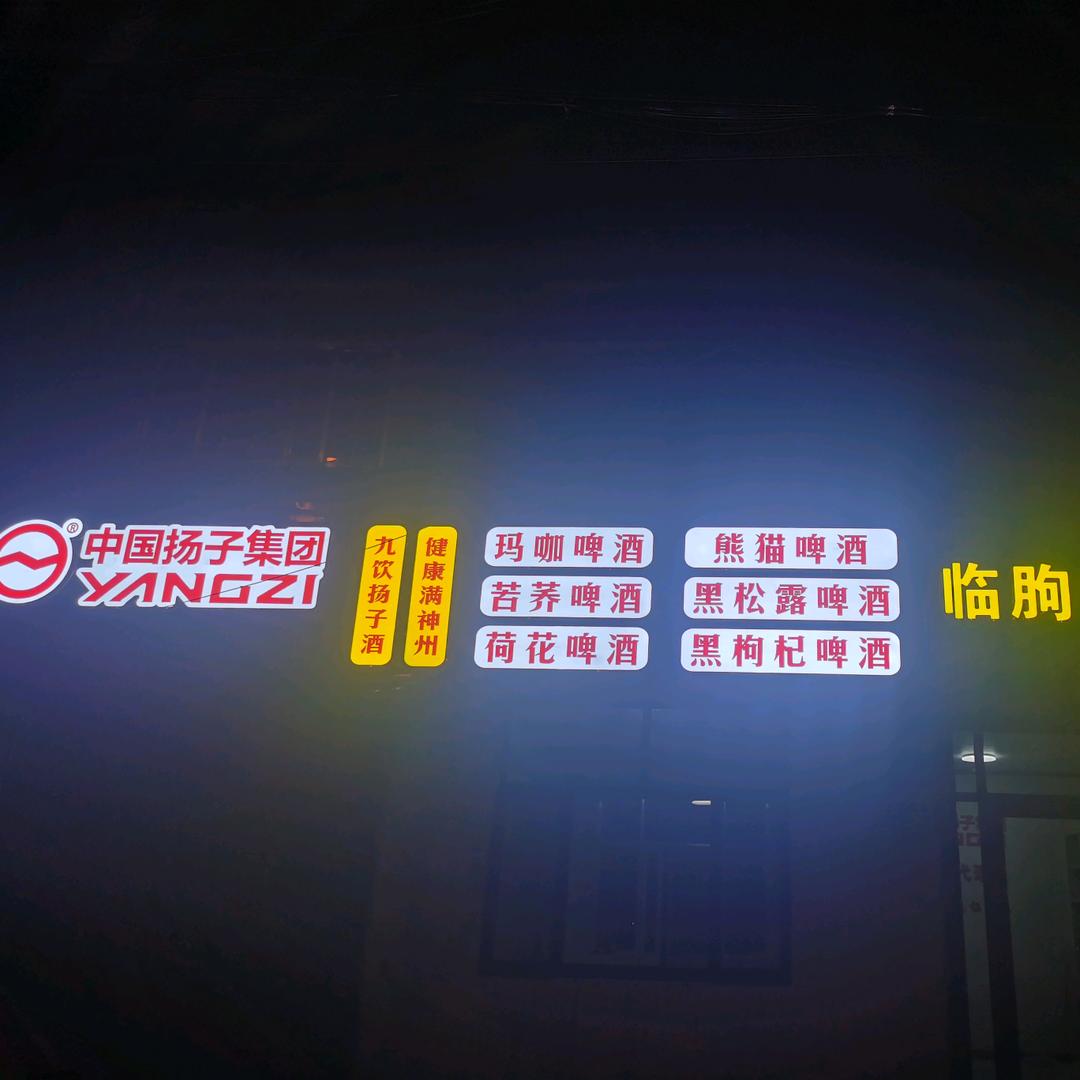 ®
中国扬子集团
YANGZI
九饮扬子酒
健康满神州
玛咖啤酒
苦荞啤酒
荷花啤酒
熊猫啤酒
黑松露啤酒
黑枸杞啤酒
临朐